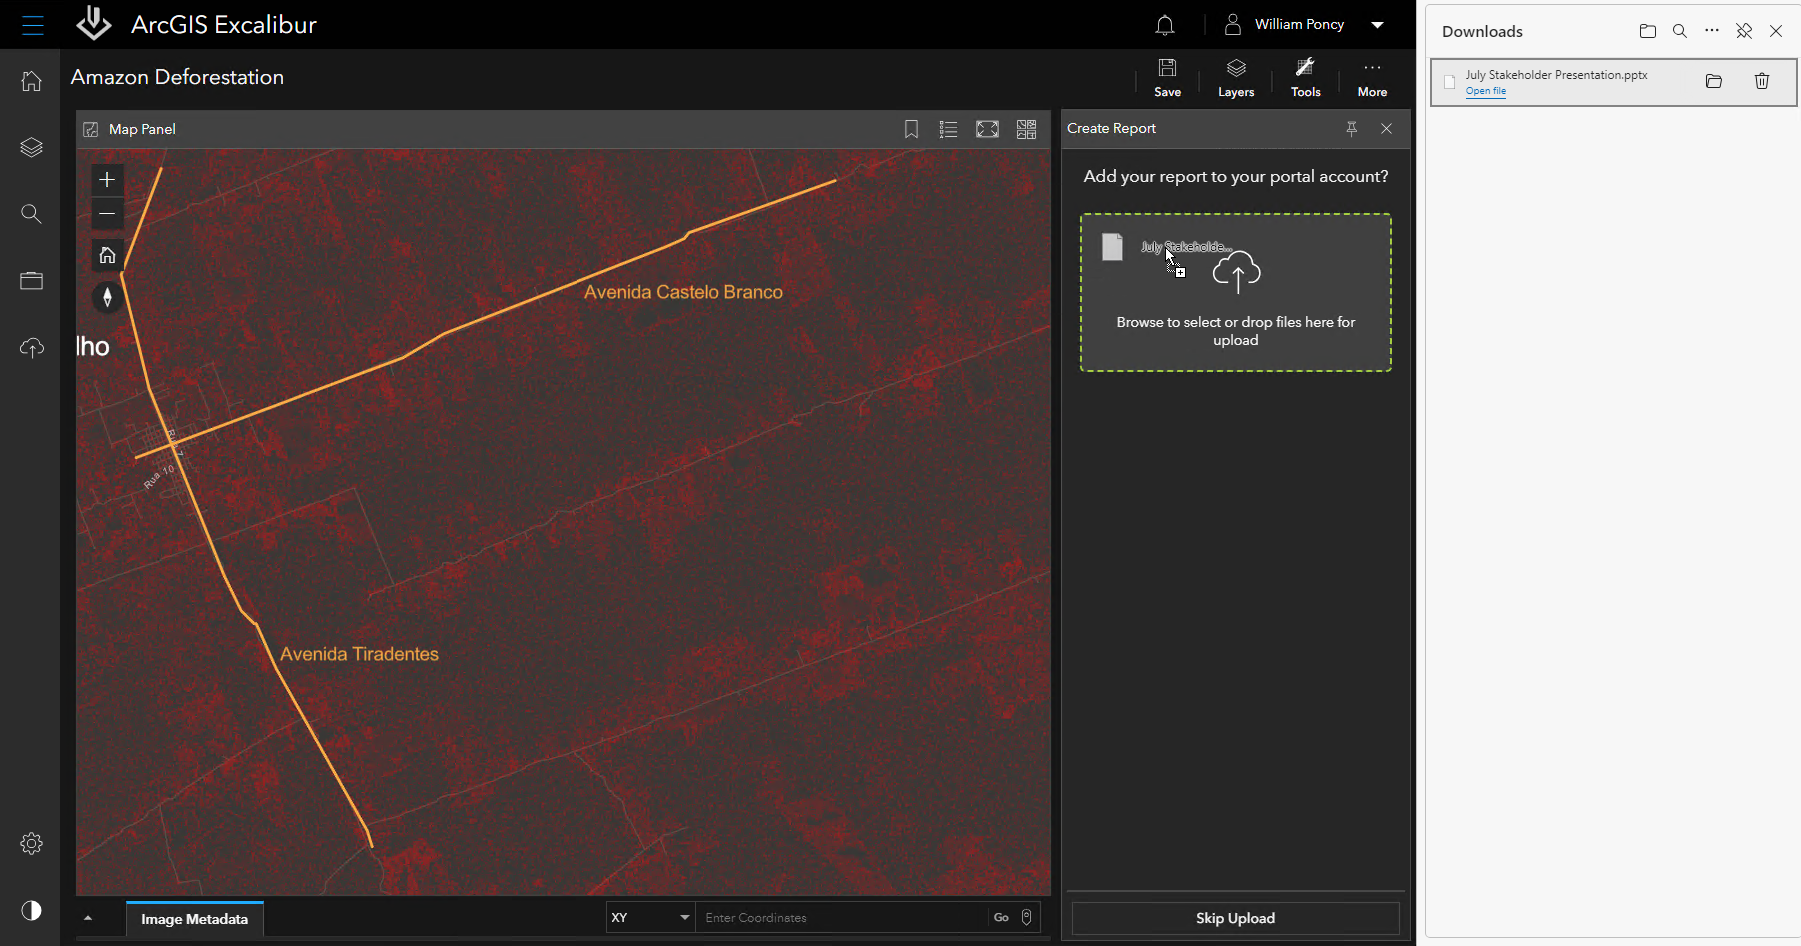 ArcGIS Excalibur
William Poncy
Amazon Deforestation
Save
Layers
Tools
More
Map Panel
Avenida Castelo Branco
lho
Rua 7
Rua 10
Avenida Tiradentes
Image Metadata
XY
Enter Coordinates
Go
Create Report
Add your report to your portal account?
July Stakeholde...
Browse to select or drop files here for
upload
Skip Upload
Downloads
July Stakeholder Presentation.pptx
Open file